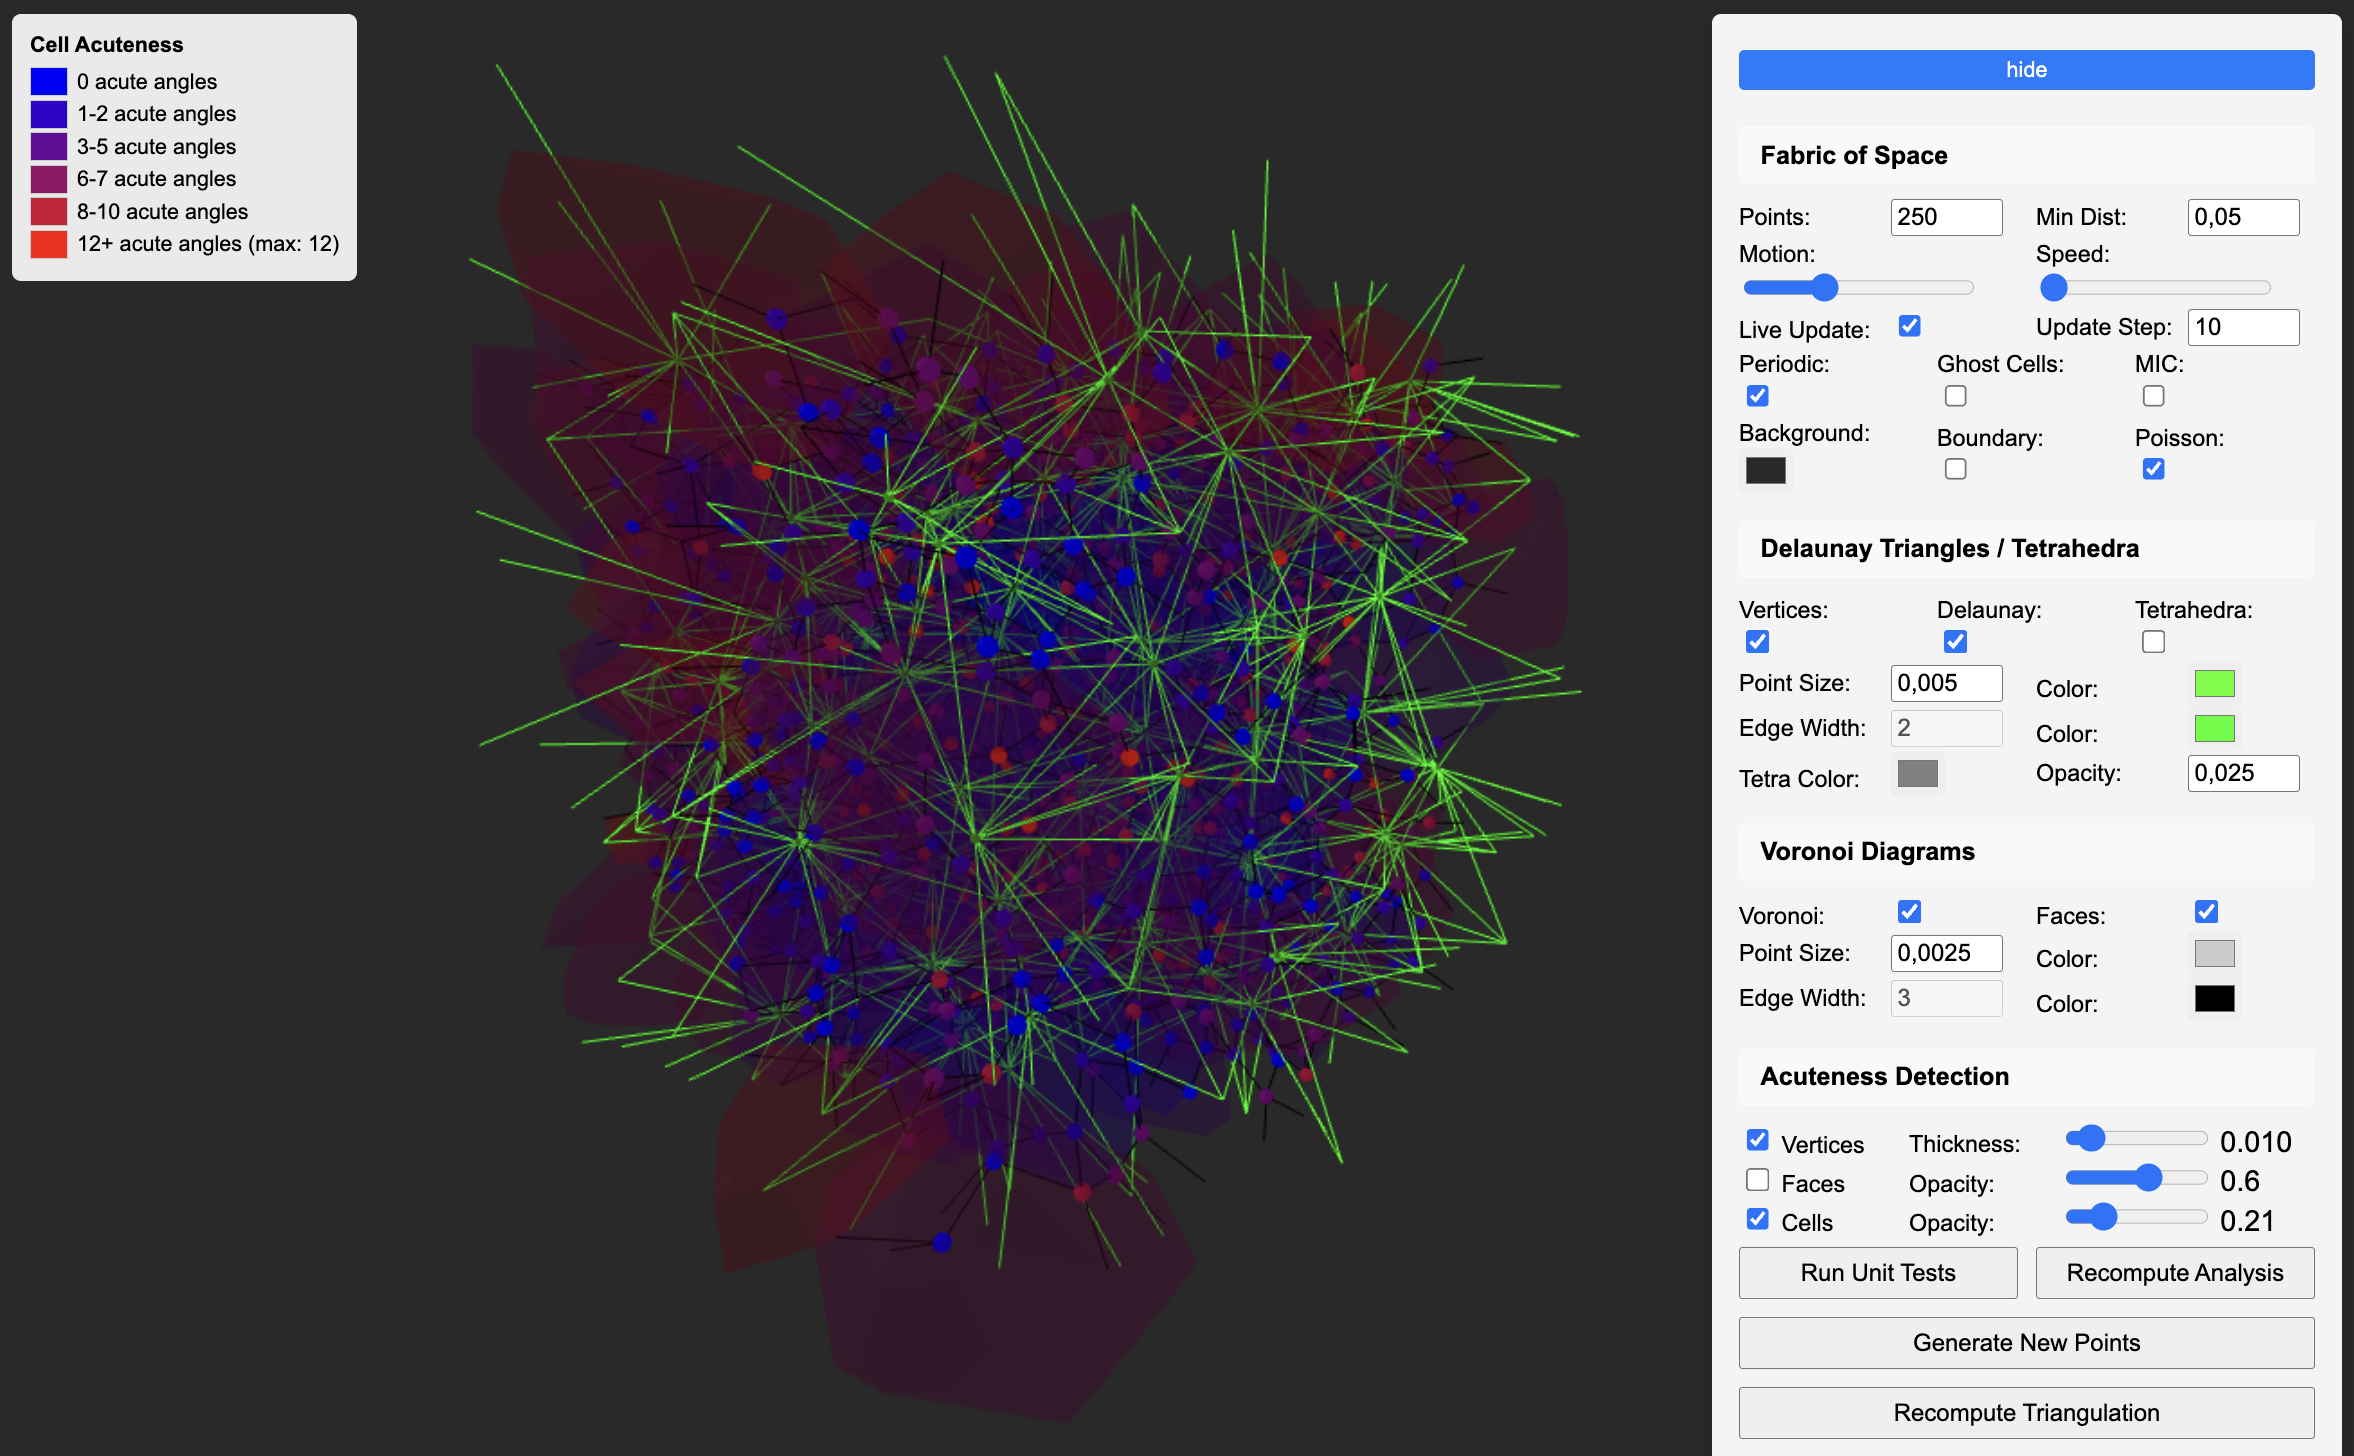 Cell Acuteness
0 acute angles
1-2 acute angles
3-5 acute angles
6-7 acute angles
8-10 acute angles
12+ acute angles (max: 12)
hide
Fabric of Space
Points: 250 Min Dist: 0,05
Motion: Speed:
Live Update: Update Step: 10
Periodic: Ghost Cells: MIC:
Background: Boundary: Poisson:
Delaunay Triangles / Tetrahedra
Vertices: Delaunay: Tetrahedra:
Point Size: 0,005 Color:
Edge Width: 2 Color:
Tetra Color: Opacity: 0,025
Voronoi Diagrams
Voronoi: Faces:
Point Size: 0,0025 Color:
Edge Width: 3 Color:
Acuteness Detection
Vertices Thickness: 0.010
Faces Opacity: 0.6
Cells Opacity: 0.21
Run Unit Tests Recompute Analysis
Generate New Points
Recompute Triangulation